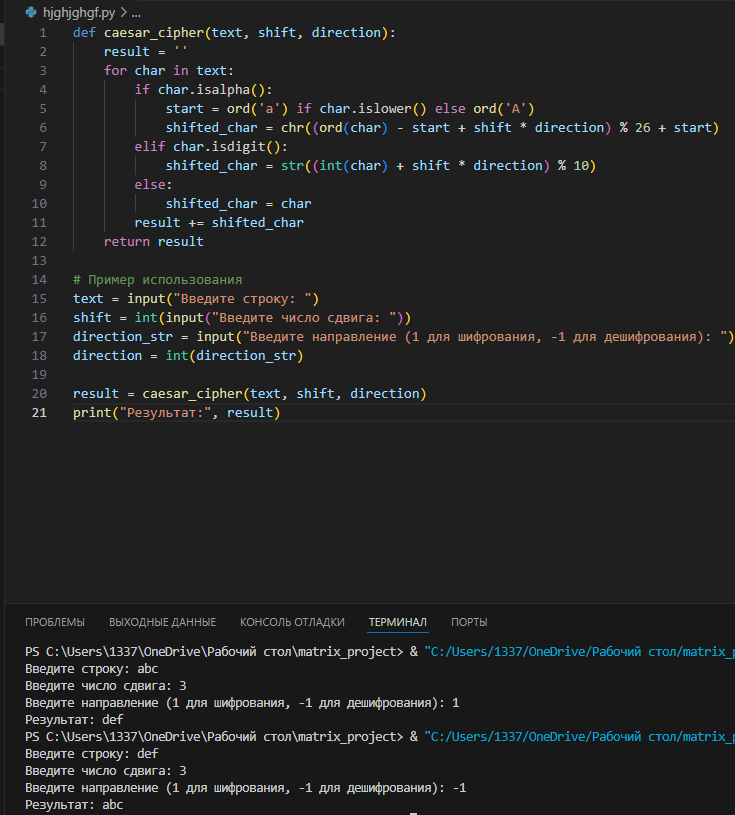 hjghjghgf.py > ...
1 def caesar_cipher(text, shift, direction):
2     result = ''
3     for char in text:
4         if char.isalpha():
5             start = ord('a') if char.islower() else ord('A')
6             shifted_char = chr((ord(char) - start + shift * direction) % 26 + start)
7         elif char.isdigit():
8             shifted_char = str((int(char) + shift * direction) % 10)
9         else:
10             shifted_char = char
11         result += shifted_char
12     return result
13
14 # Пример использования
15 text = input("Введите строку: ")
16 shift = int(input("Введите число сдвига: "))
17 direction_str = input("Введите направление (1 для шифрования, -1 для дешифрования): ")
18 direction = int(direction_str)
19
20 result = caesar_cipher(text, shift, direction)
21 print("Результат:", result)
ПРОБЛЕМЫ ВЫХОДНЫЕ ДАННЫЕ КОНСОЛЬ ОТЛАДКИ ТЕРМИНАЛ ПОРТЫ
PS C:\Users\1337\OneDrive\Рабочий стол\matrix_project> & "C:/Users/1337/OneDrive/Рабочий стол/matrix_
Введите строку: abc
Введите число сдвига: 3
Введите направление (1 для шифрования, -1 для дешифрования): 1
Результат: def
PS C:\Users\1337\OneDrive\Рабочий стол\matrix_project> & "C:/Users/1337/OneDrive/Рабочий стол/matrix_
Введите строку: def
Введите число сдвига: 3
Введите направление (1 для шифрования, -1 для дешифрования): -1
Результат: abc